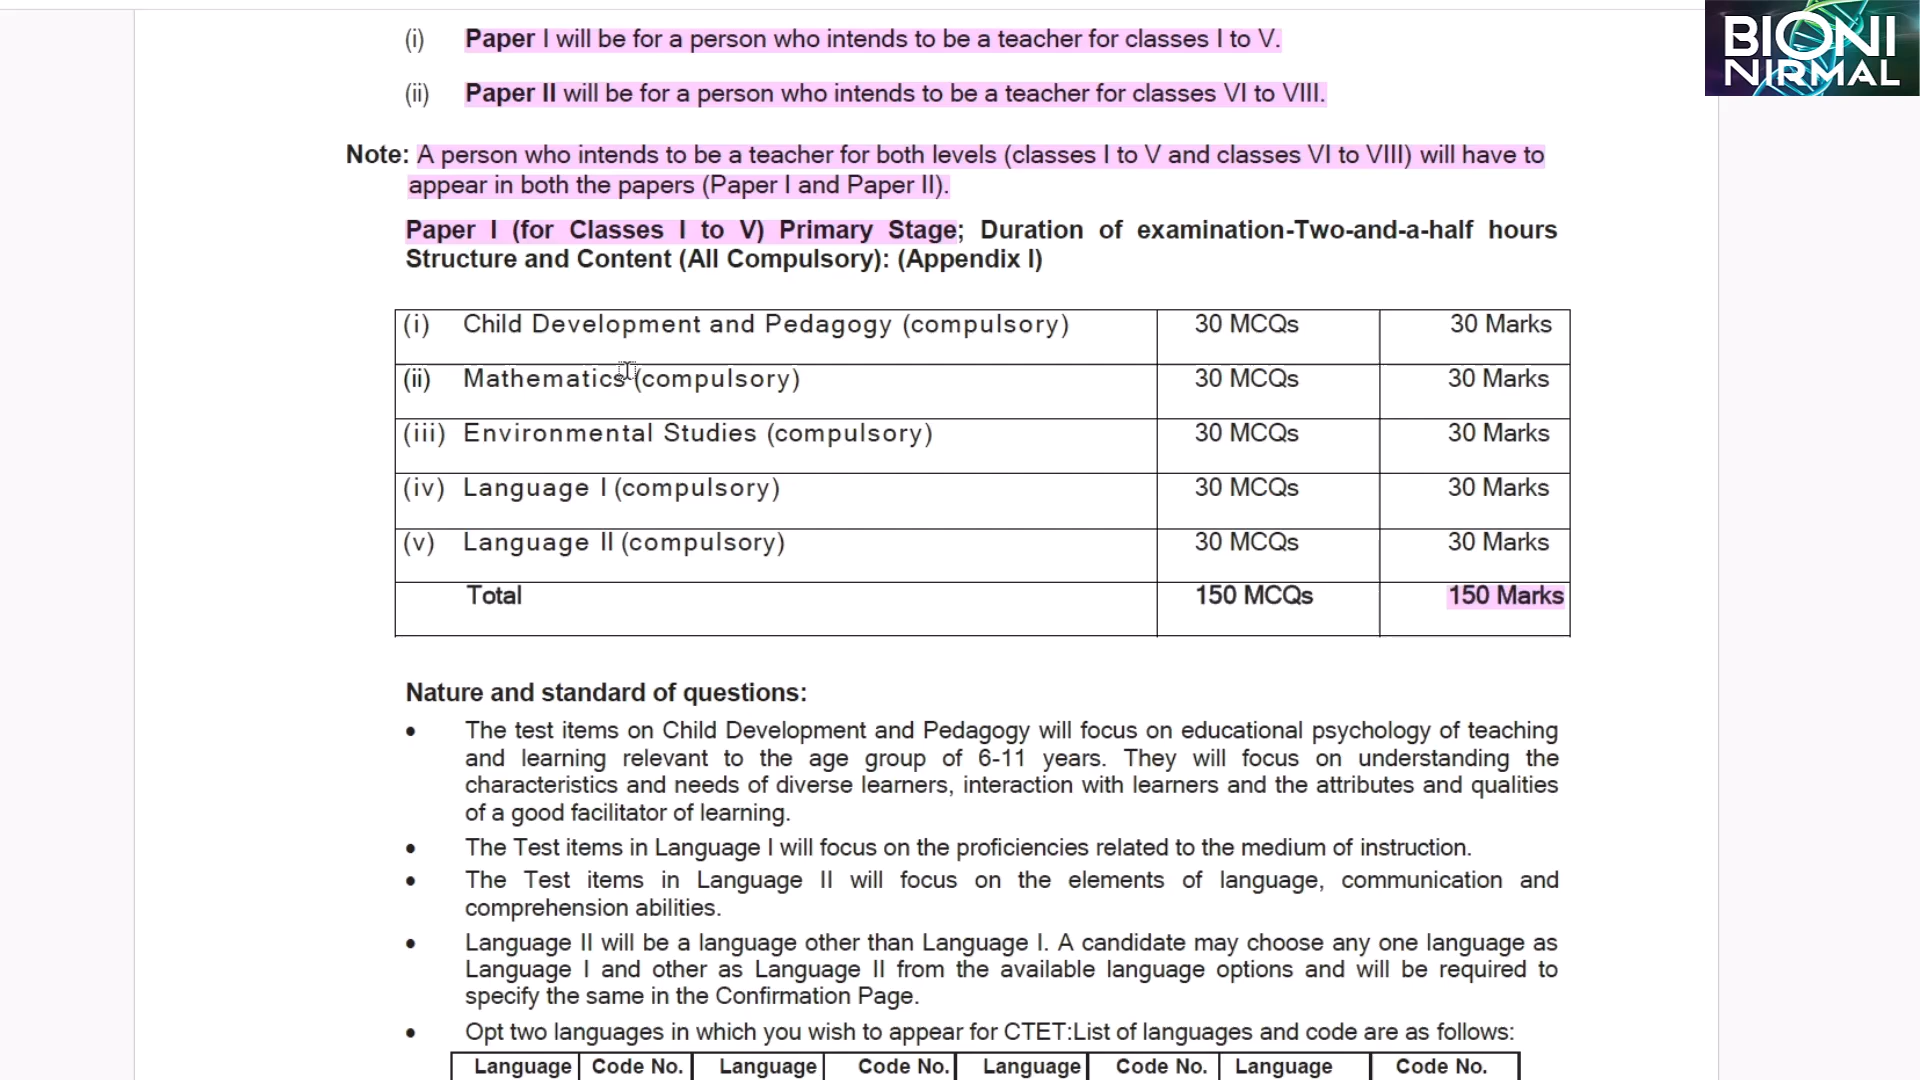 BIONI
NIRMAL
(i) Paper I will be for a person who intends to be a teacher for classes I to V.
(ii) Paper II will be for a person who intends to be a teacher for classes VI to VIII.
Note: A person who intends to be a teacher for both levels (classes I to V and classes VI to VIII) will have to
appear in both the papers (Paper I and Paper II).
Paper I (for Classes I to V) Primary Stage; Duration of examination-Two-and-a-half hours
Structure and Content (All Compulsory): (Appendix I)
(i) Child Development and Pedagogy (compulsory) 30 MCQs 30 Marks
(ii) Mathematics (compulsory) 30 MCQs 30 Marks
(iii) Environmental Studies (compulsory) 30 MCQs 30 Marks
(iv) Language I (compulsory) 30 MCQs 30 Marks
(v) Language II (compulsory) 30 MCQs 30 Marks
Total 150 MCQs 150 Marks
Nature and standard of questions:
• The test items on Child Development and Pedagogy will focus on educational psychology of teaching
and learning relevant to the age group of 6-11 years. They will focus on understanding the
characteristics and needs of diverse learners, interaction with learners and the attributes and qualities
of a good facilitator of learning.
• The Test items in Language I will focus on the proficiencies related to the medium of instruction.
• The Test items in Language II will focus on the elements of language, communication and
comprehension abilities.
• Language II will be a language other than Language I. A candidate may choose any one language as
Language I and other as Language II from the available language options and will be required to
specify the same in the Confirmation Page.
• Opt two languages in which you wish to appear for CTET:List of languages and code are as follows:
Language Code No. Language Code No. Language Code No. Language Code No.